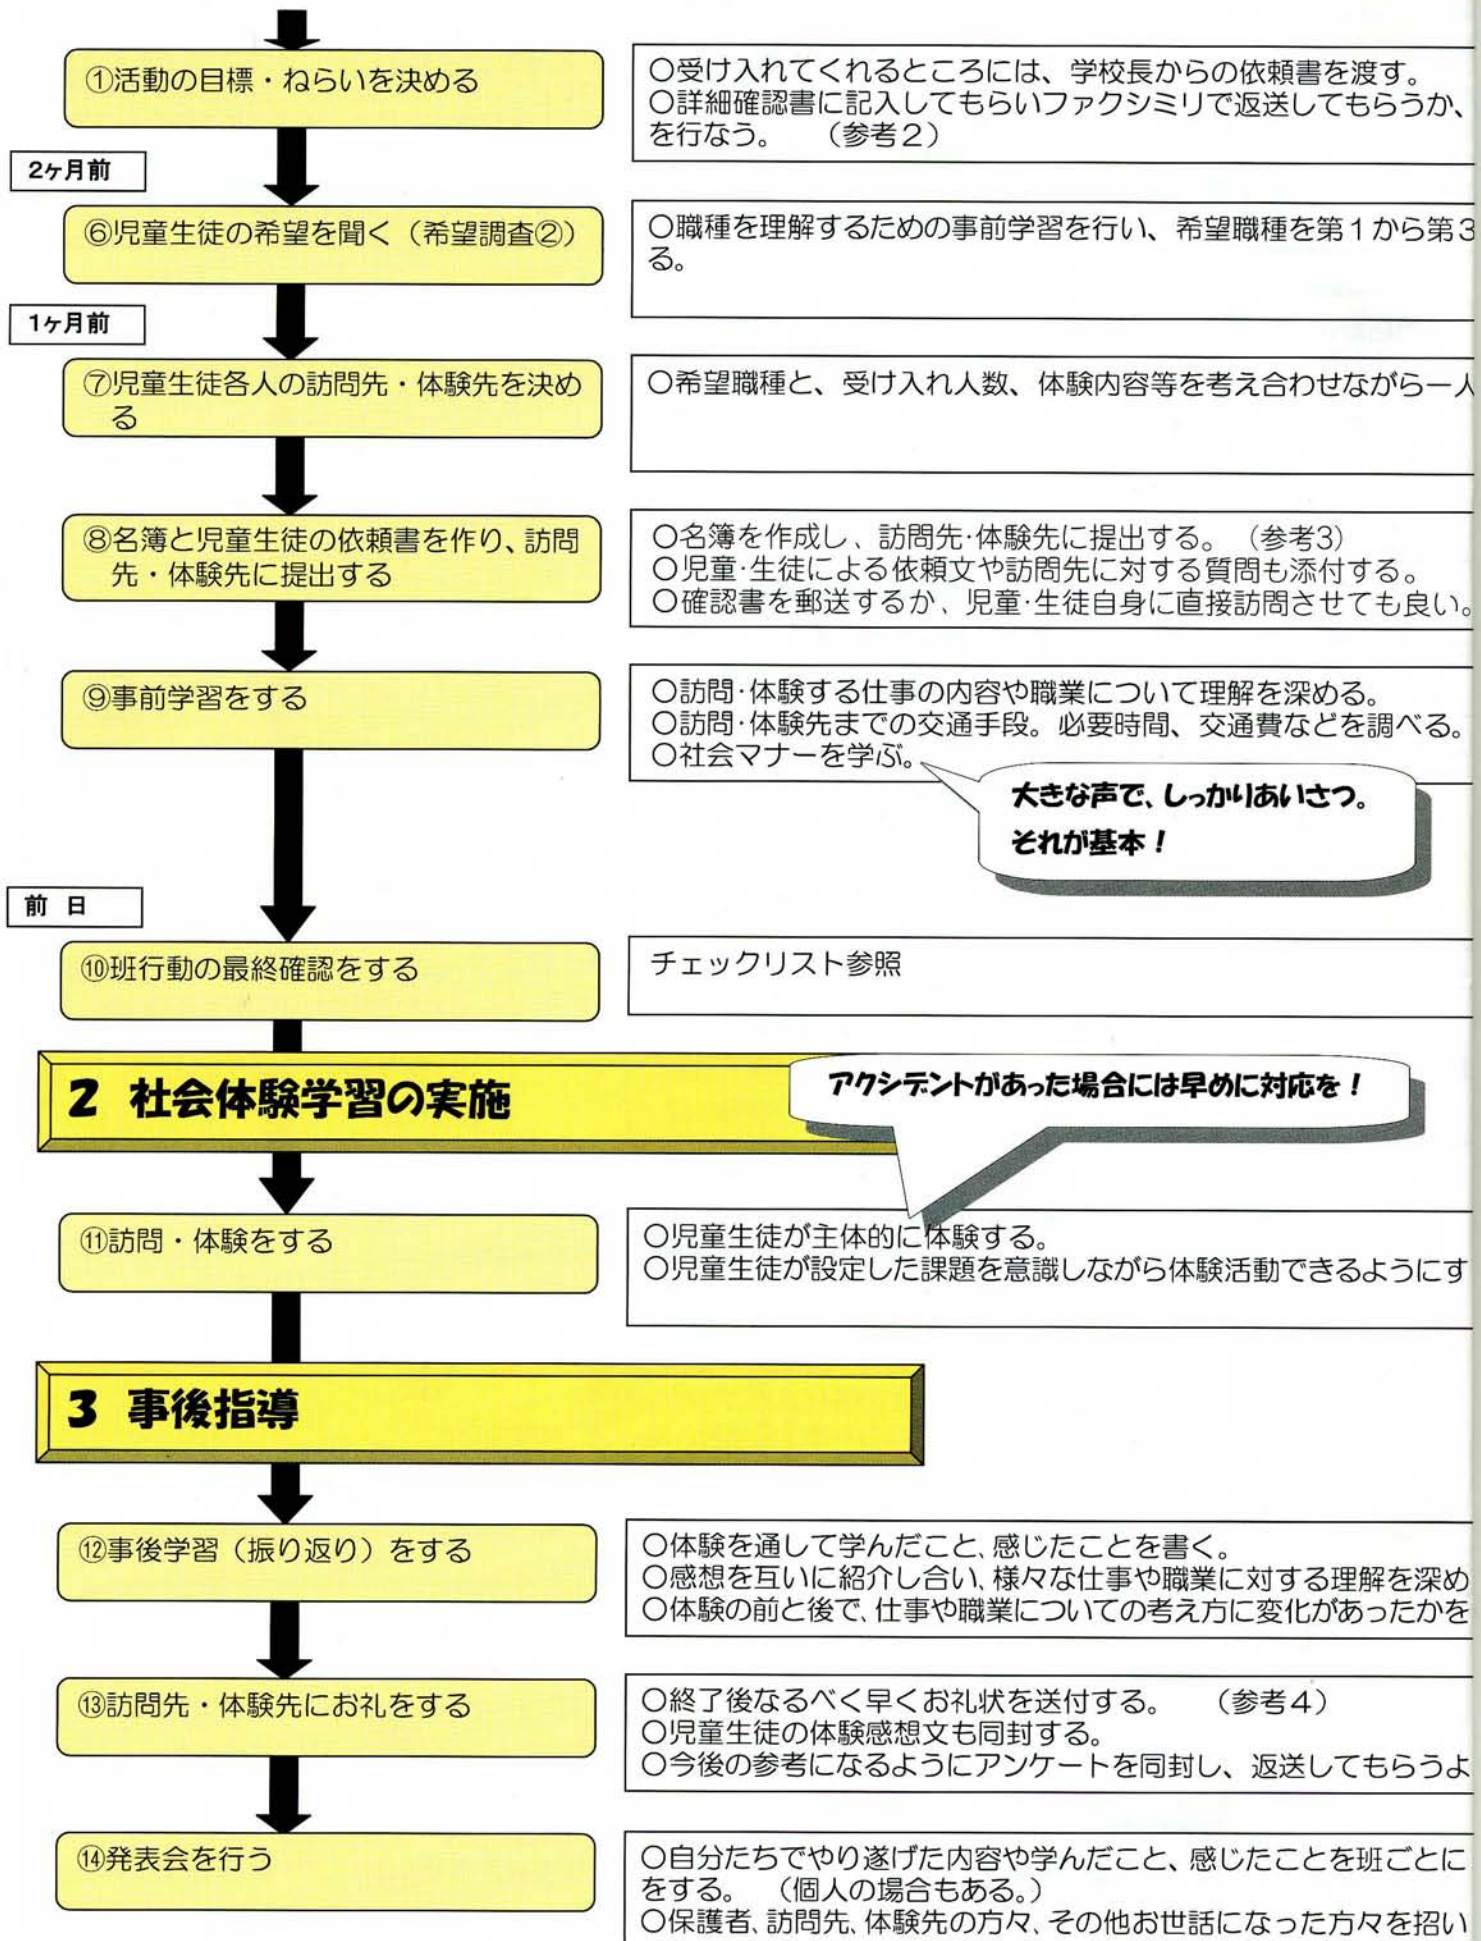 ①活動の目標・ねらいを決める
○受け入れてくれるところには、学校長からの依頼書を渡す。
○詳細確認書に記入してもらいファクシミリで返送してもらうか、
を行なう。　（参考２）
2ヶ月前
⑥児童生徒の希望を聞く（希望調査②）
○職種を理解するための事前学習を行い、希望職種を第１から第３
る。
1ヶ月前
⑦児童生徒各人の訪問先・体験先を決め
る
○希望職種と、受け入れ人数、体験内容等を考え合わせながら一人
⑧名簿と児童生徒の依頼書を作り、訪問
先・体験先に提出する
○名簿を作成し、訪問先･体験先に提出する。（参考3）
○児童･生徒による依頼文や訪問先に対する質問も添付する。
○確認書を郵送するか、児童･生徒自身に直接訪問させても良い。
⑨事前学習をする
○訪問･体験する仕事の内容や職業について理解を深める。
○訪問･体験先までの交通手段。必要時間、交通費などを調べる。
○社会マナーを学ぶ。
大きな声で、しっかりあいさつ。
それが基本！
前 日
⑩班行動の最終確認をする
チェックリスト参照
2 社会体験学習の実施
アクシデントがあった場合には早めに対応を！
⑪訪問・体験をする
○児童生徒が主体的に体験する。
○児童生徒が設定した課題を意識しながら体験活動できるようにす
3 事後指導
⑫事後学習（振り返り）をする
○体験を通して学んだこと、感じたことを書く。
○感想を互いに紹介し合い、様々な仕事や職業に対する理解を深め
○体験の前と後で、仕事や職業についての考え方に変化があったかを
⑬訪問先・体験先にお礼をする
○終了後なるべく早くお礼状を送付する。　（参考４）
○児童生徒の体験感想文も同封する。
○今後の参考になるようにアンケートを同封し、返送してもらうよ
⑭発表会を行う
○自分たちでやり遂げた内容や学んだこと、感じたことを班ごとに
をする。　（個人の場合もある。）
○保護者、訪問先、体験先の方々、その他お世話になった方々を招い